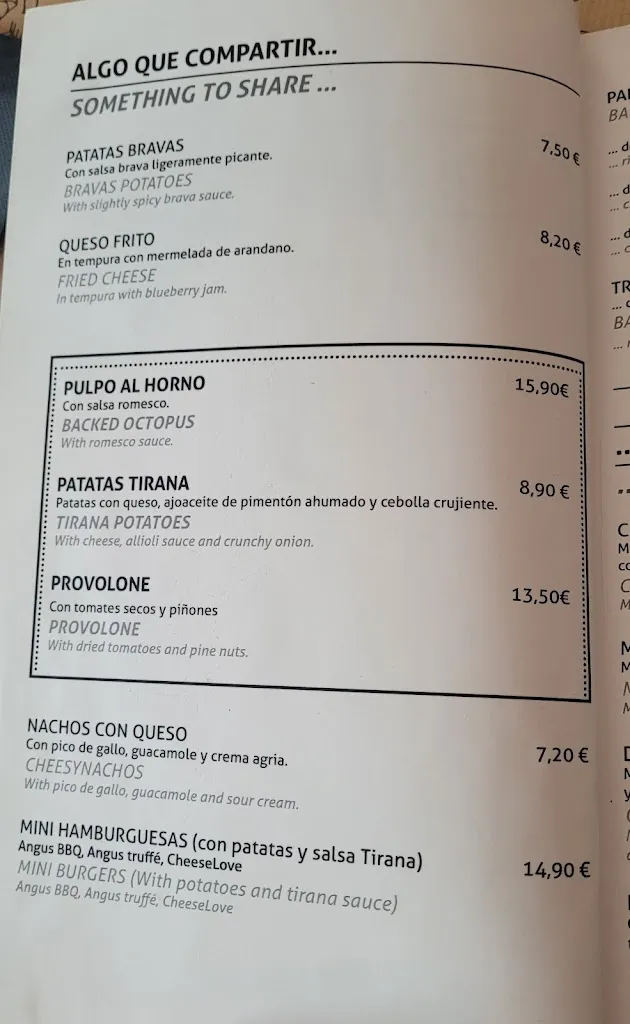 ALGO QUE COMPARTIR...
SOMETHING TO SHARE ...
PATATAS BRAVAS 7,50 €
Con salsa brava ligeramente picante.
BRAVAS POTATOES
With slightly spicy brava sauce.
QUESO FRITO 8,20 €
En tempura con mermelada de arandano.
FRIED CHEESE
In tempura with blueberry jam.
PULPO AL HORNO 15,90€
Con salsa romesco.
BACKED OCTOPUS
With romesco sauce.
PATATAS TIRANA 8,90 €
Patatas con queso, ajoaceite de pimentón ahumado y cebolla crujiente.
TIRANA POTATOES
With cheese, allioli sauce and crunchy onion.
PROVOLONE 13,50€
Con tomates secos y piñones
PROVOLONE
With dried tomatoes and pine nuts.
NACHOS CON QUESO 7,20 €
Con pico de gallo, guacamole y crema agria.
CHEESYNACHOS
With pico de gallo, guacamole and sour cream.
MINI HAMBURGUESAS (con patatas y salsa Tirana) 14,90 €
Angus BBQ, Angus truffé, CheeseLove
MINI BURGERS (With potatoes and tirana sauce)
Angus BBQ, Angus truffé, CheeseLove